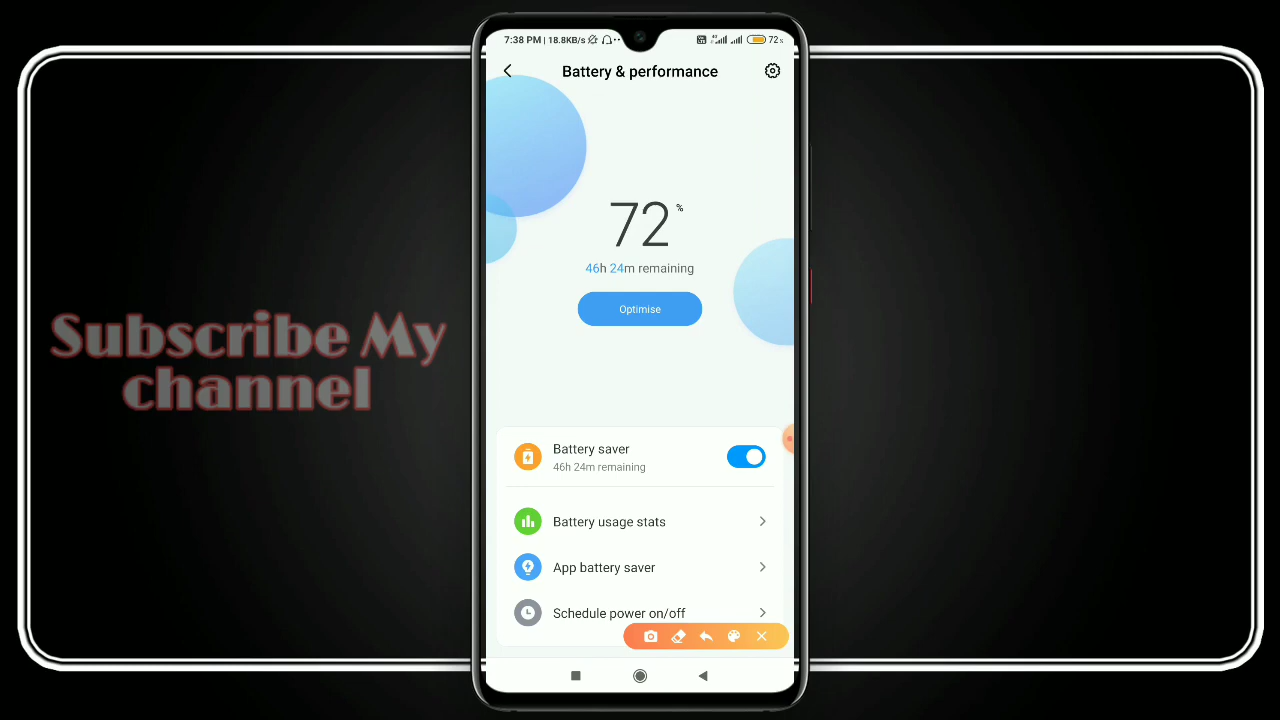 7:38 PM | 18.8KB/s
72%
Battery & performance
72%
46h 24m remaining
Optimise
Subscribe My
channel
Battery saver
46h 24m remaining
Battery usage stats
App battery saver
Schedule power on/off